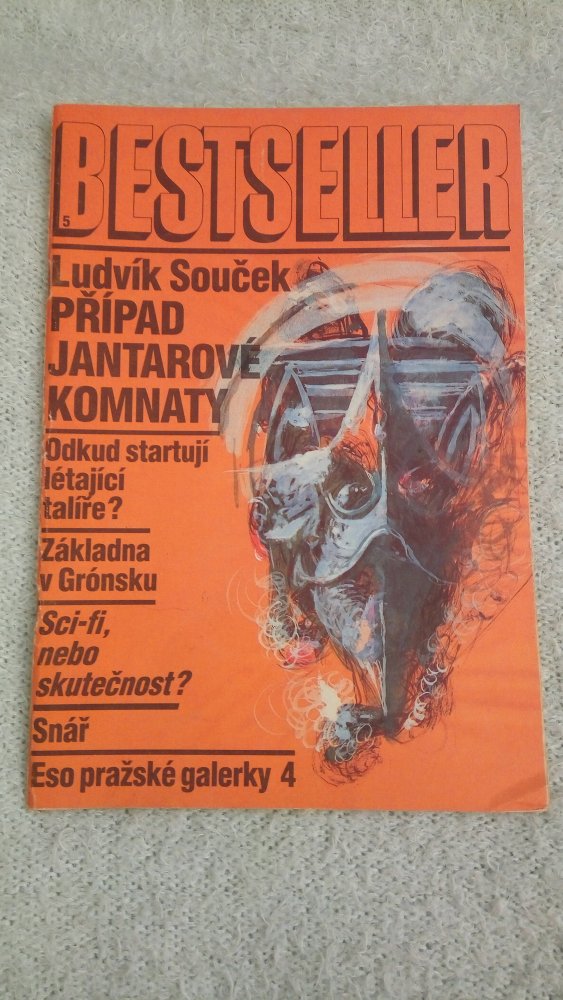 BESTSELLER
5
Ludvík Souček
PŘÍPAD
JANTAROVÉ
KOMNATY
Odkud startují
létající
talíře?
Základna
v Grónsku
Sci-fi,
nebo
skutečnost?
Snář
Eso pražské galerky 4